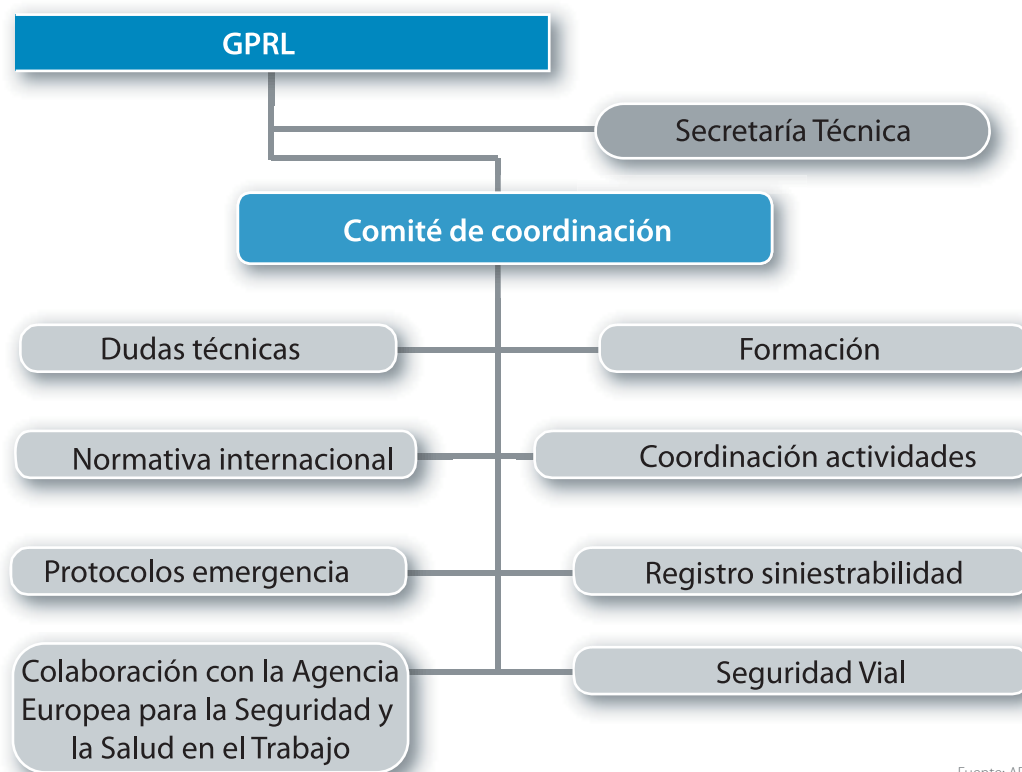 GPRL
Secretaría Técnica
Comité de coordinación
Dudas técnicas
Formación
Normativa internacional
Coordinación actividades
Protocolos emergencia
Registro siniestrabilidad
Colaboración con la Agencia
Europea para la Seguridad y
la Salud en el Trabajo
Seguridad Vial
Fuente: